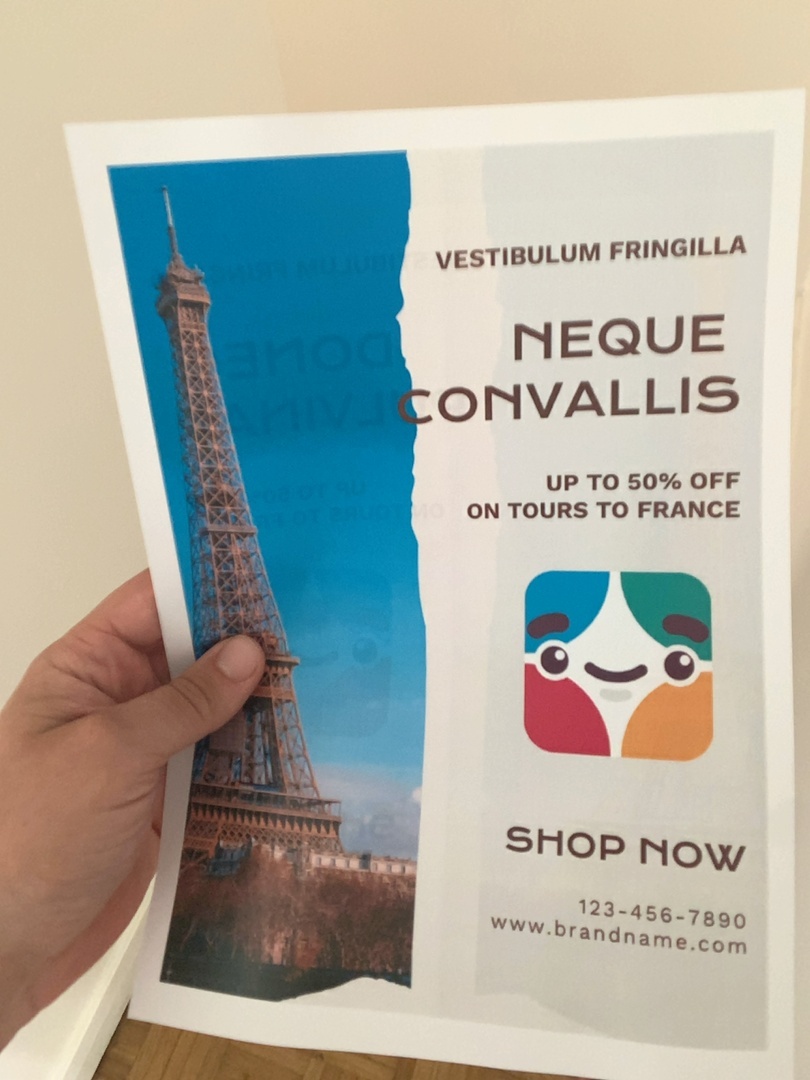 VESTIBULUM FRINGILLA
NEQUE
CONVALLIS
UP TO 50% OFF
ON TOURS TO FRANCE
SHOP NOW
123-456-7890
www.brandname.com